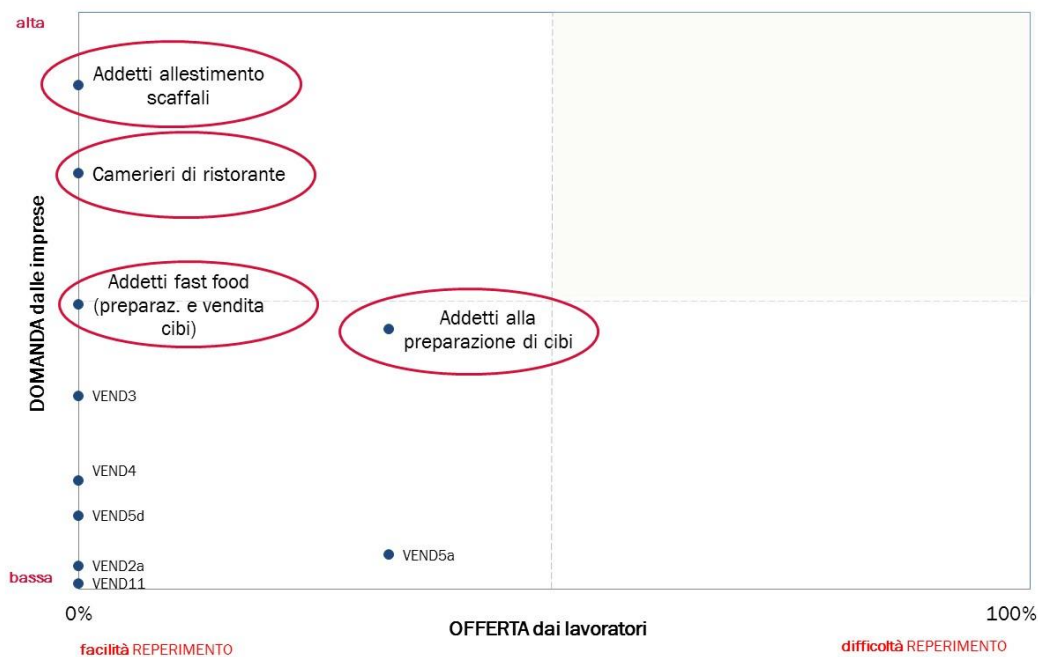 alta
Addetti allestimento
scaffali
Camerieri di ristorante
DOMANDA dalle imprese
Addetti fast food
(preparaz. e vendita
cibi)
Addetti alla
preparazione di cibi
VEND3
VEND4
VEND5d
VEND5a
VEND2a
bassa
VEND11
0%
100%
OFFERTA dai lavoratori
facilità REPERIMENTO
difficoltà REPERIMENTO